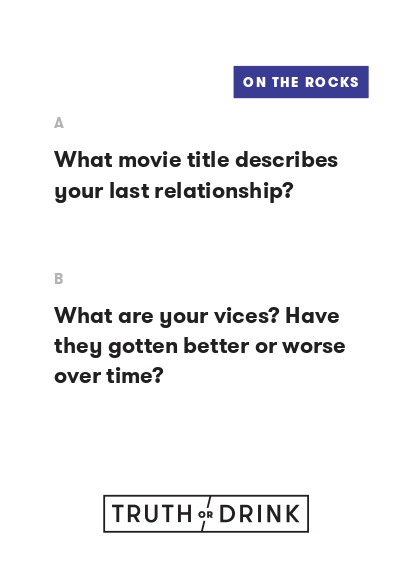 ON THE ROCKS
A
What movie title describes
your last relationship?
B
What are your vices? Have
they gotten better or worse
over time?
TRUTH OR DRINK